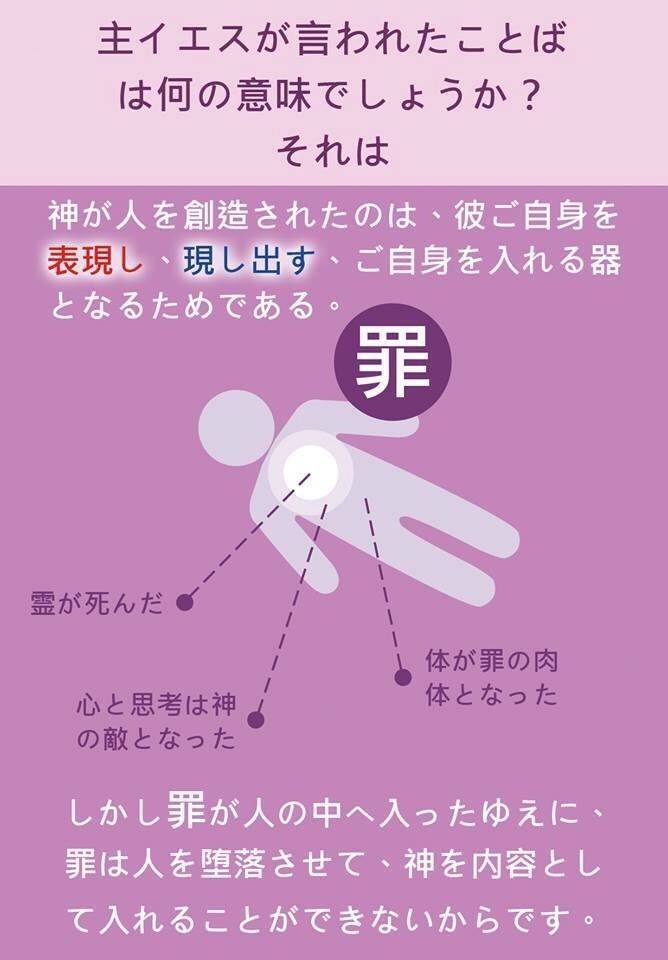 主イエスが言われたことば
は何の意味でしょうか？
それは
神が人を創造されたのは、彼ご自身を
表現し、現し出す、ご自身を入れる器
となるためである。
罪
霊が死んだ
体が罪の肉
体となった
心と思考は神
の敵となった
しかし罪が人の中へ入ったゆえに、
罪は人を堕落させて、神を内容とし
て入れることができないからです。